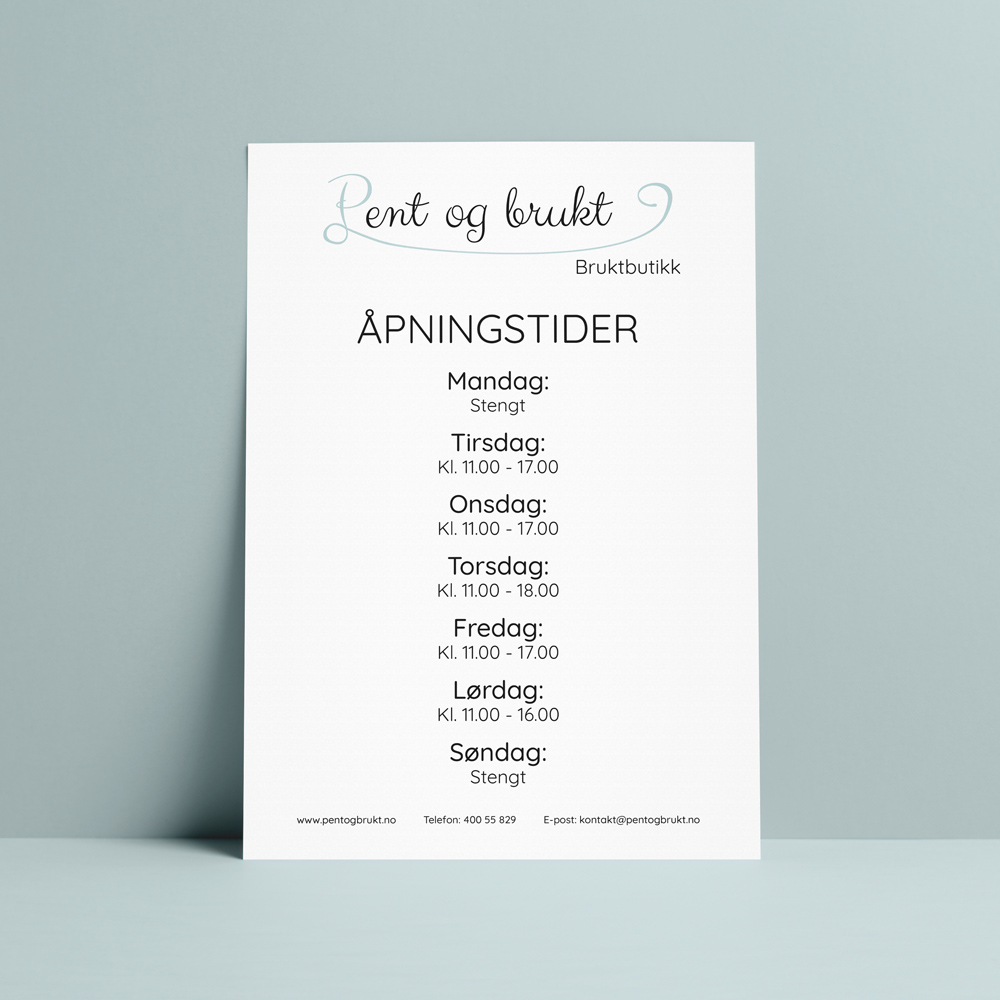 Pent og brukt
Bruktbutikk
ÅPNINGSTIDER
Mandag:
Stengt
Tirsdag:
Kl. 11.00 - 17.00
Onsdag:
Kl. 11.00 - 17.00
Torsdag:
Kl. 11.00 - 18.00
Fredag:
Kl. 11.00 - 17.00
Lørdag:
Kl. 11.00 - 16.00
Søndag:
Stengt
www.pentogbrukt.no Telefon: 400 55 829 E-post: kontakt@pentogbrukt.no